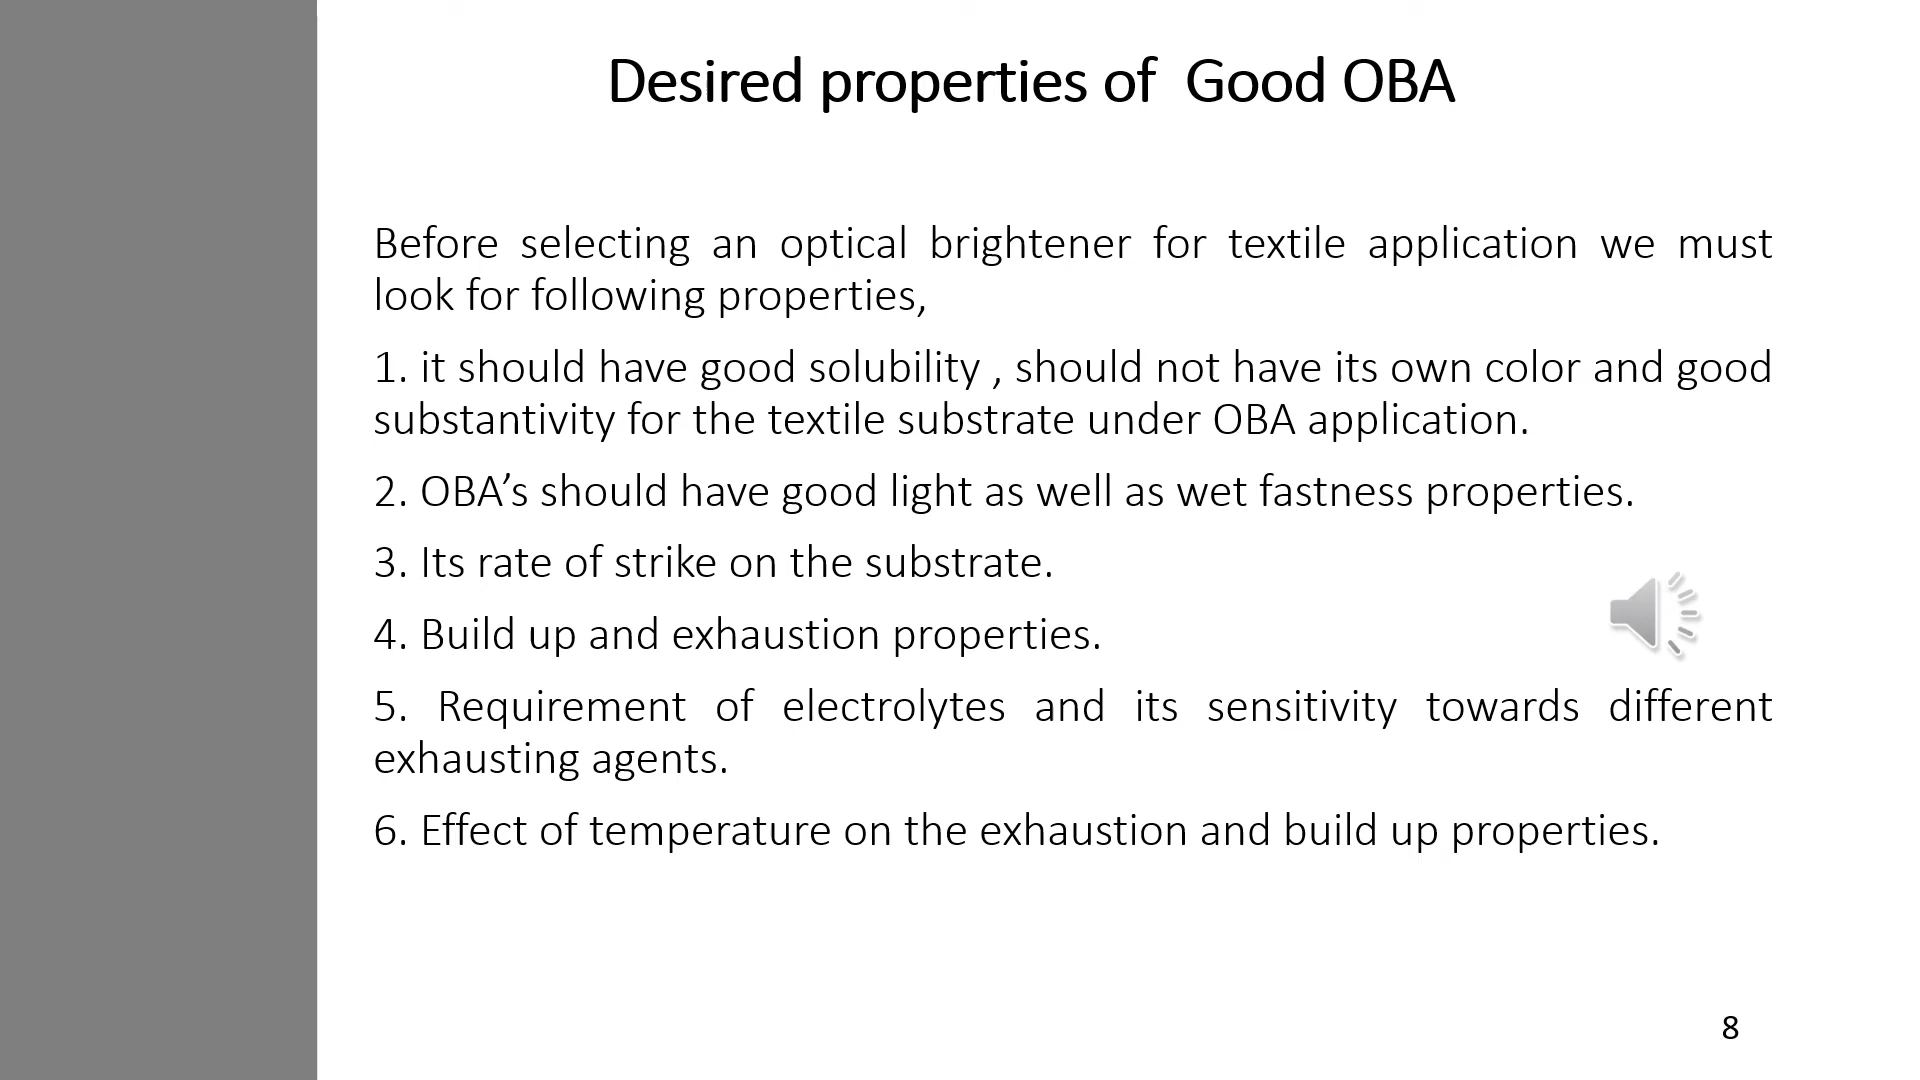 Desired properties of  Good OBA
Before selecting an optical brightener for textile application we must
look for following properties,
1. it should have good solubility , should not have its own color and good
substantivity for the textile substrate under OBA application.
2. OBA’s should have good light as well as wet fastness properties.
3. Its rate of strike on the substrate.
4. Build up and exhaustion properties.
5. Requirement of electrolytes and its sensitivity towards different
exhausting agents.
6. Effect of temperature on the exhaustion and build up properties.
8